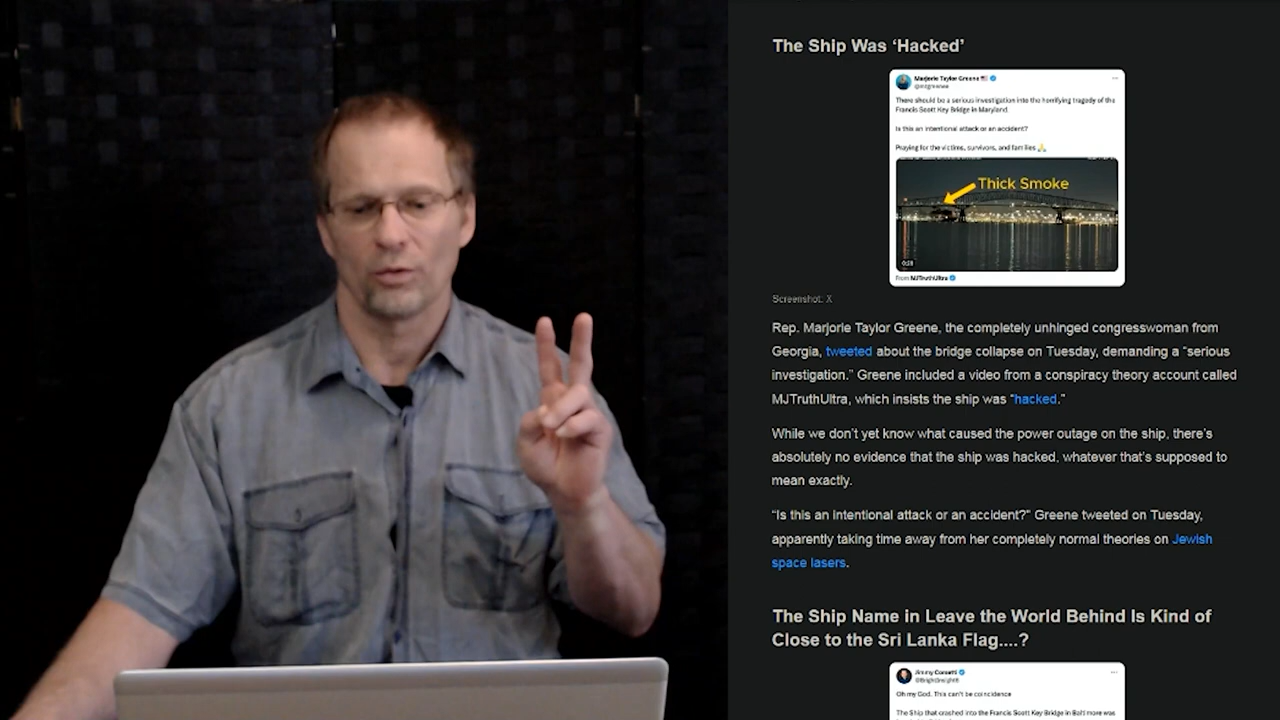 The Ship Was ‘Hacked’
Marjorie Taylor Greene
@mtgreenee
There should be a serious investigation into the horrifying tragedy of the
Francis Scott Key Bridge in Maryland.
Is this an intentional attack or an accident?
Praying for the victims, survivors, and families
Thick Smoke
From MJTruthUltra
Screenshot: X
Rep. Marjorie Taylor Greene, the completely unhinged congresswoman from
Georgia, tweeted about the bridge collapse on Tuesday, demanding a “serious
investigation.” Greene included a video from a conspiracy theory account called
MJTruthUltra, which insists the ship was “hacked.”
While we don’t yet know what caused the power outage on the ship, there’s
absolutely no evidence that the ship was hacked, whatever that’s supposed to
mean exactly.
“Is this an intentional attack or an accident?” Greene tweeted on Tuesday,
apparently taking time away from her completely normal theories on Jewish
space lasers.
The Ship Name in Leave the World Behind Is Kind of
Close to the Sri Lanka Flag....?
Jimmy Corsetti
Oh my God. This can't be coincidence
The Ship that crashed into the Francis Scott Key Bridge in Baltimore was